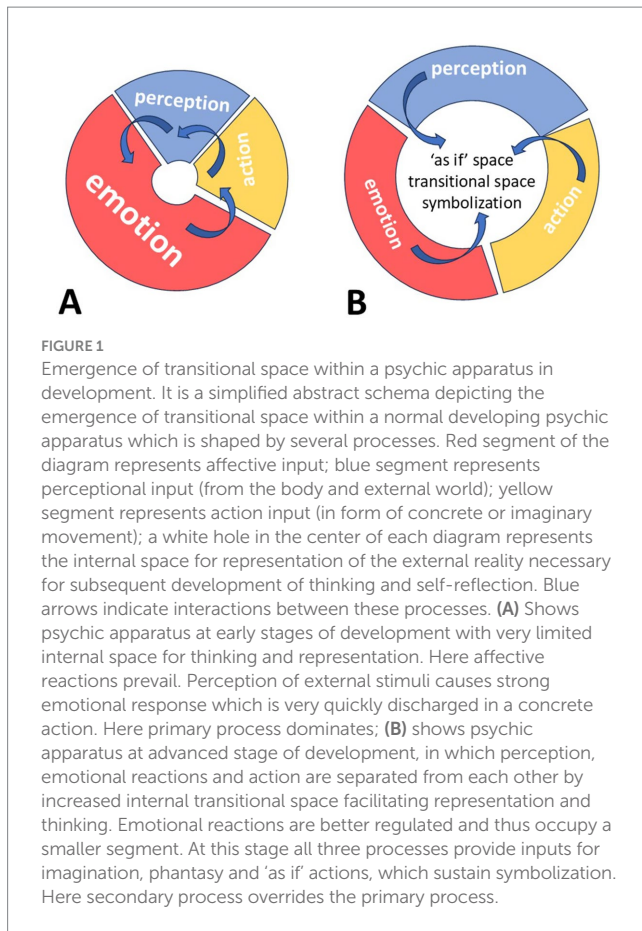 perception
action
emotion
A
perception
'as if' space
transitional space
symbolization
emotion
action
B
FIGURE 1
Emergence of transitional space within a psychic apparatus in
development. It is a simplified abstract schema depicting the
emergence of transitional space within a normal developing psychic
apparatus which is shaped by several processes. Red segment of the
diagram represents affective input; blue segment represents
perceptional input (from the body and external world); yellow
segment represents action input (in form of concrete or imaginary
movement); a white hole in the center of each diagram represents
the internal space for representation of the external reality necessary
for subsequent development of thinking and self-reflection. Blue
arrows indicate interactions between these processes. (A) Shows
psychic apparatus at early stages of development with very limited
internal space for thinking and representation. Here affective
reactions prevail. Perception of external stimuli causes strong
emotional response which is very quickly discharged in a concrete
action. Here primary process dominates; (B) shows psychic
apparatus at advanced stage of development, in which perception,
emotional reactions and action are separated from each other by
increased internal transitional space facilitating representation and
thinking. Emotional reactions are better regulated and thus occupy a
smaller segment. At this stage all three processes provide inputs for
imagination, phantasy and 'as if' actions, which sustain symbolization.
Here secondary process overrides the primary process.